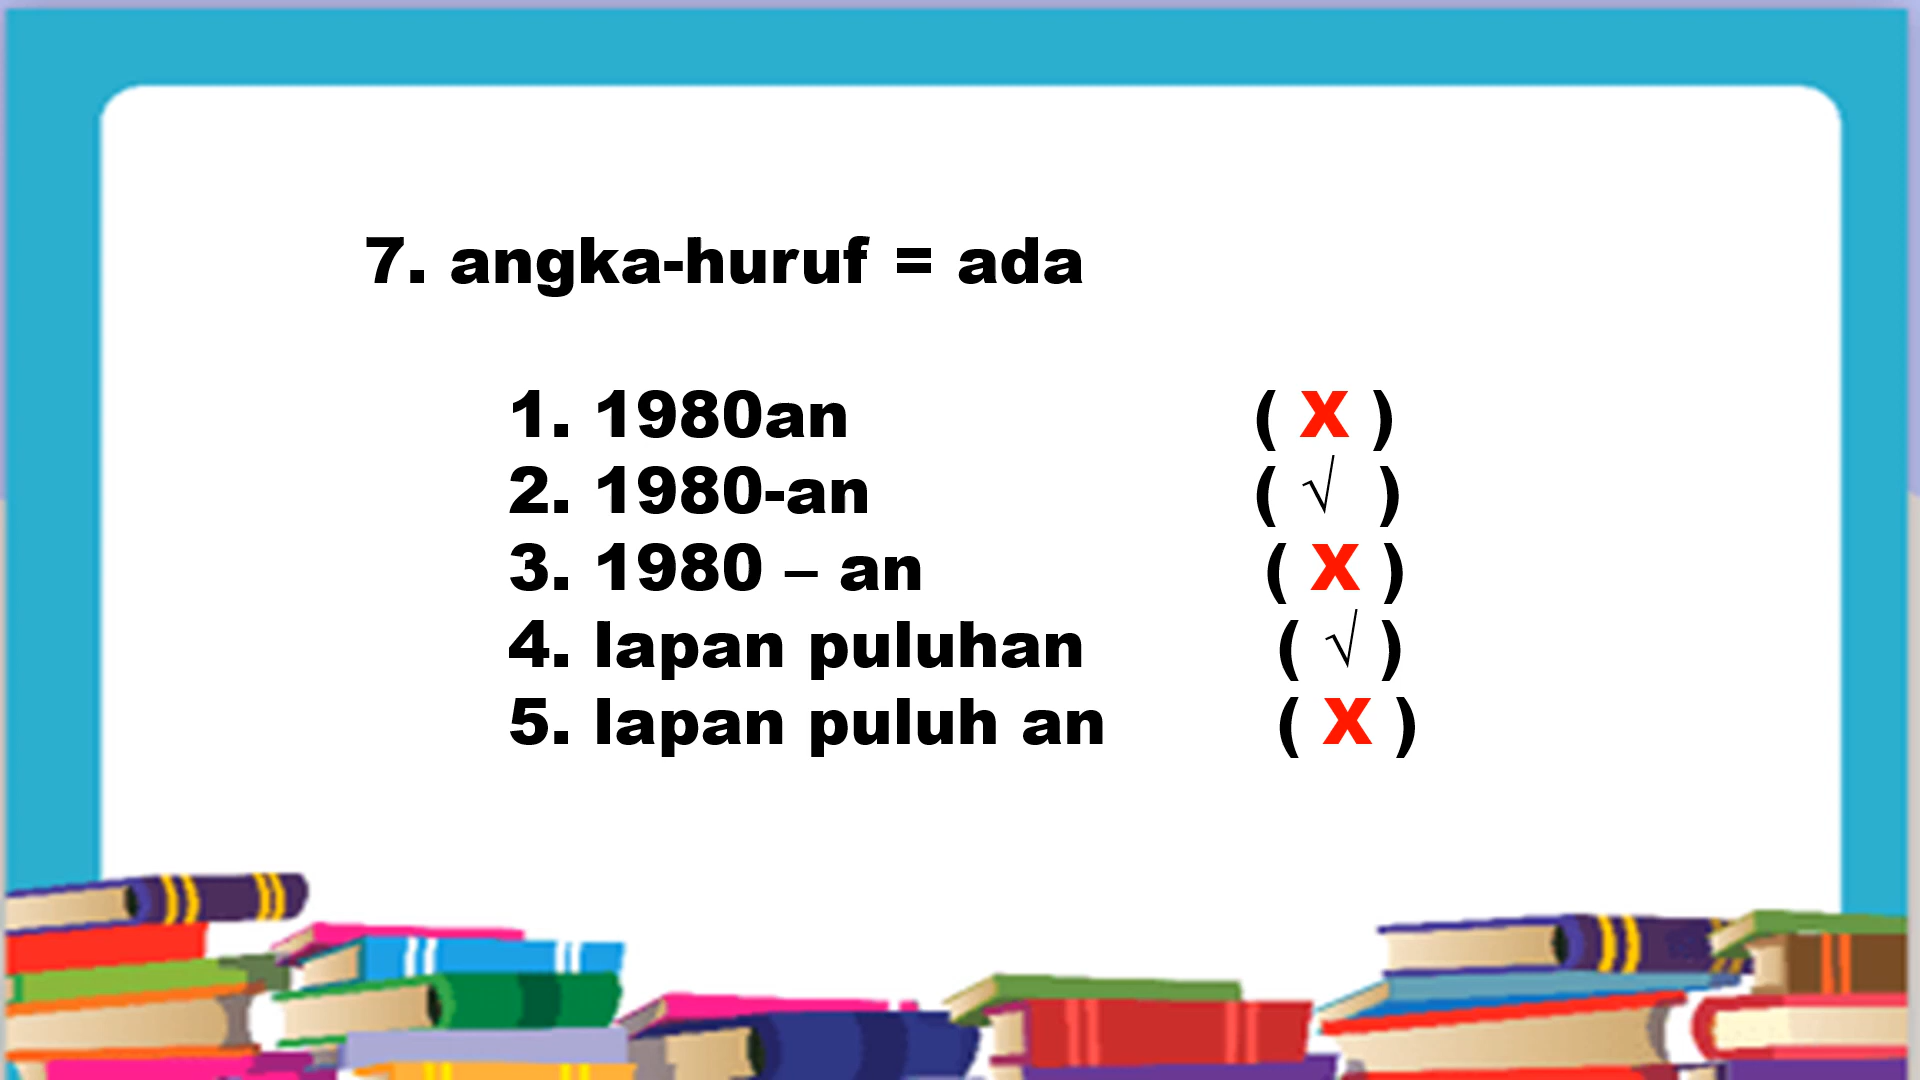 7. angka-huruf = ada
1. 1980an ( X )
2. 1980-an ( √ )
3. 1980 – an ( X )
4. lapan puluhan ( √ )
5. lapan puluh an ( X )